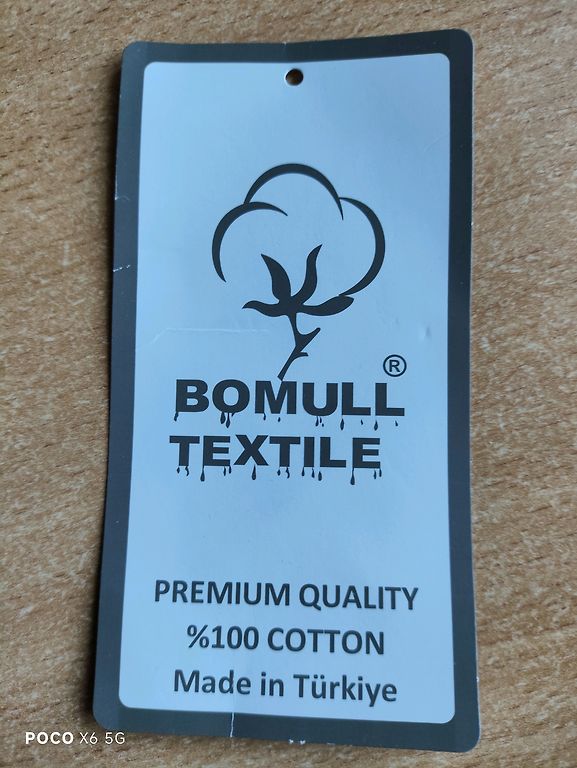 ®
BOMULL
TEXTILE
PREMIUM QUALITY
%100 COTTON
Made in Türkiye
POCO X6 5G